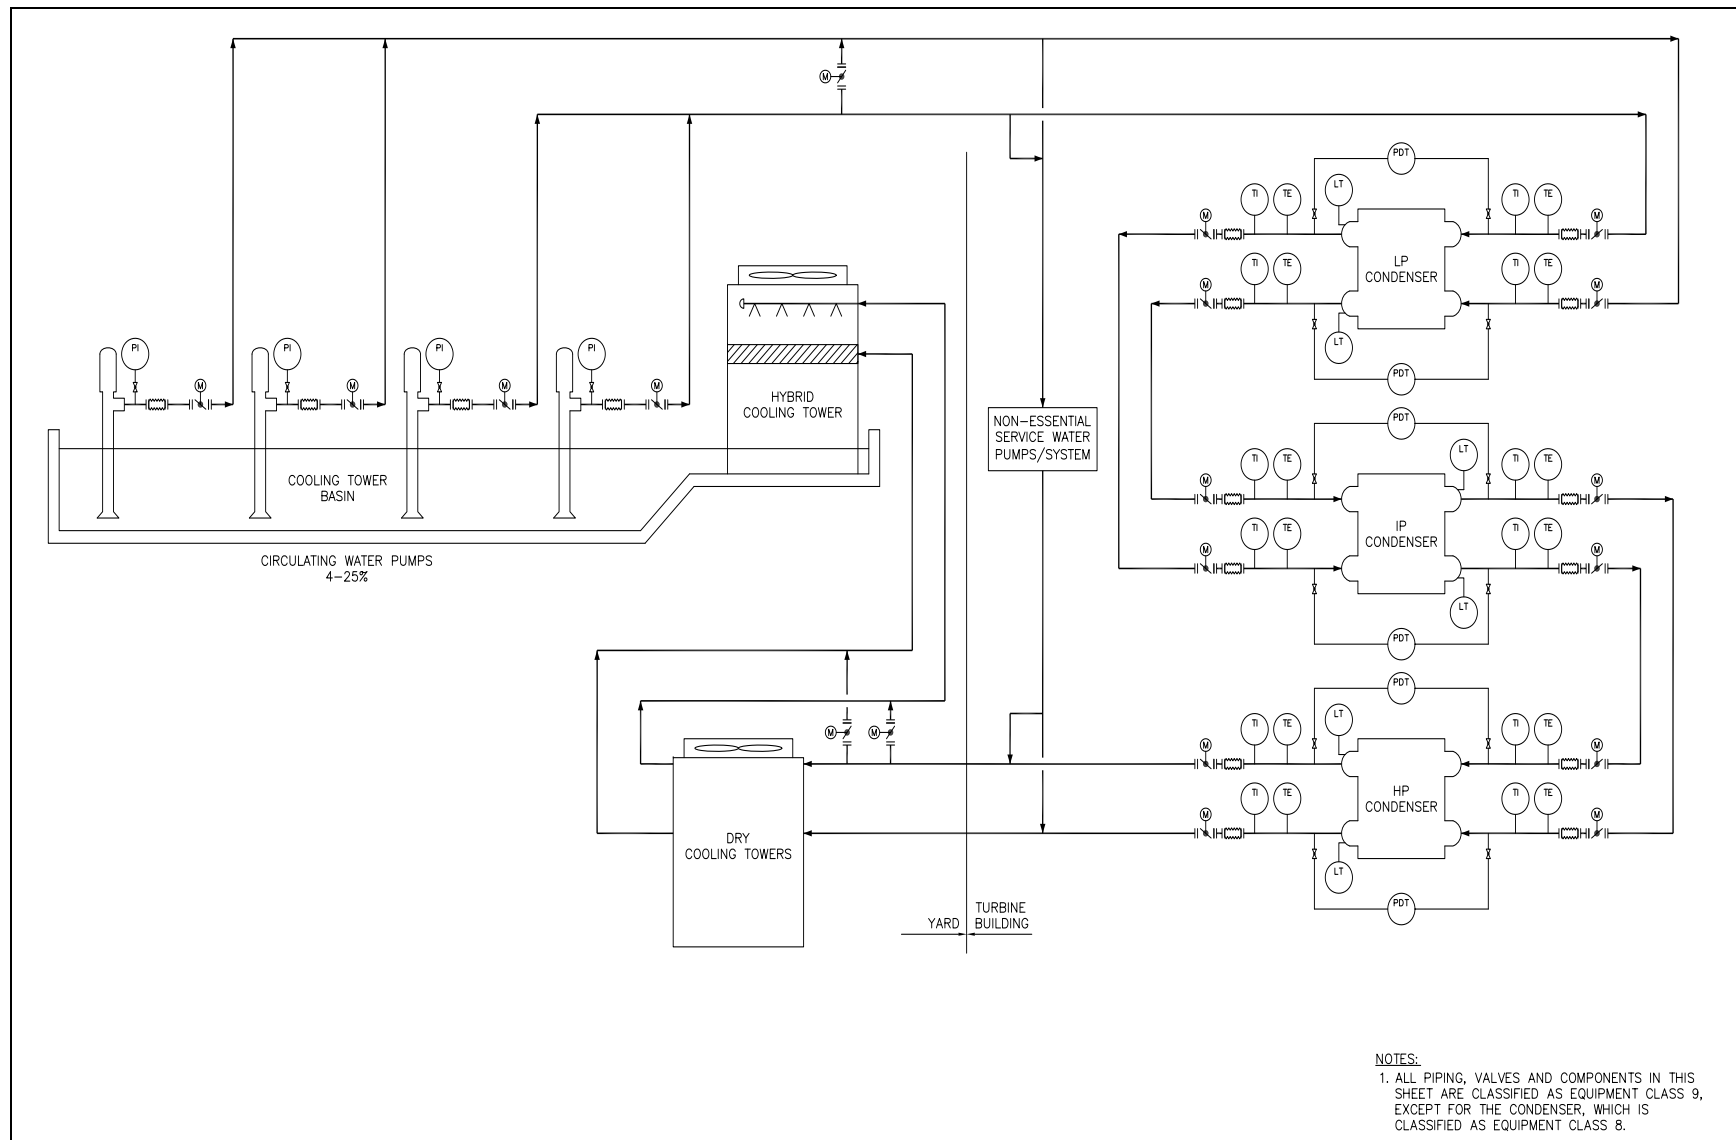 M
PDT
LT
TI
TE
M
TI
TE
M
LP
CONDENSER
TI
TE
M
TI
TE
M
LT
PDT
PI
M
PI
M
PI
M
PI
M
HYBRID
COOLING TOWER
COOLING TOWER
BASIN
CIRCULATING WATER PUMPS
4-25%
NON-ESSENTIAL
SERVICE WATER
PUMPS/SYSTEM
PDT
LT
M
TI
TE
TI
TE
M
IP
CONDENSER
M
TI
TE
TI
TE
M
LT
PDT
PDT
LT
M
TI
TE
TI
TE
M
HP
CONDENSER
M
TI
TE
TI
TE
M
LT
PDT
M
M
DRY
COOLING TOWERS
YARD
TURBINE
BUILDING
NOTES:
1. ALL PIPING, VALVES AND COMPONENTS IN THIS
SHEET ARE CLASSIFIED AS EQUIPMENT CLASS 9,
EXCEPT FOR THE CONDENSER, WHICH IS
CLASSIFIED AS EQUIPMENT CLASS 8.